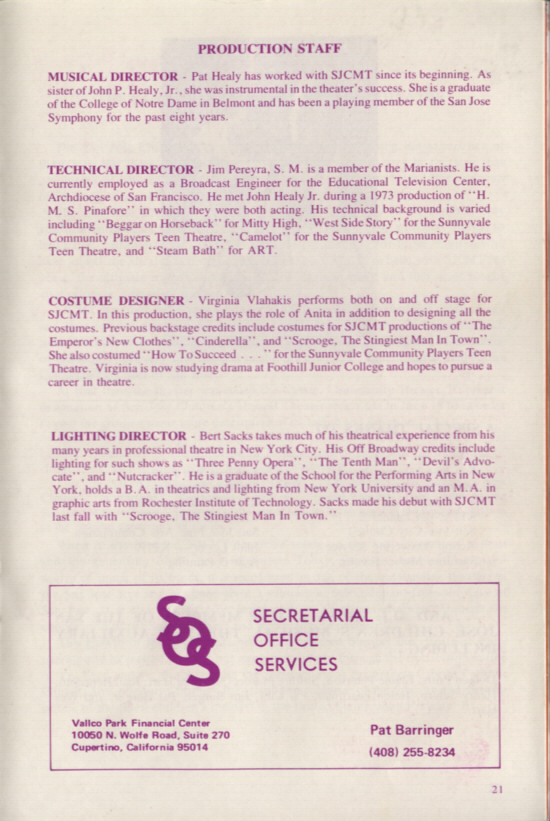 PRODUCTION STAFF
MUSICAL DIRECTOR - Pat Healy has worked with SJCMT since its beginning. As
sister of John P. Healy, Jr., she was instrumental in the theater's success. She is a graduate
of the College of Notre Dame in Belmont and has been a playing member of the San Jose
Symphony for the past eight years.
TECHNICAL DIRECTOR - Jim Pereyra, S. M. is a member of the Marianists. He is
currently employed as a Broadcast Engineer for the Educational Television Center,
Archdiocese of San Francisco. He met John Healy Jr. during a 1973 production of "H.
M. S. Pinafore" in which they were both acting. His technical background is varied
including "Beggar on Horseback" for Mitty High, "West Side Story" for the Sunnyvale
Community Players Teen Theatre, "Camelot" for the Sunnyvale Community Players
Teen Theatre, and "Steam Bath" for ART.
COSTUME DESIGNER - Virginia Vlahakis performs both on and off stage for
SJCMT. In this production, she plays the role of Anita in addition to designing all the
costumes. Previous backstage credits include costumes for SJCMT productions of "The
Emperor's New Clothes", "Cinderella", and "Scrooge, The Stingiest Man In Town".
She also costumed "How To Succeed . . ." for the Sunnyvale Community Players Teen
Theatre. Virginia is now studying drama at Foothill Junior College and hopes to pursue a
career in theatre.
LIGHTING DIRECTOR - Bert Sacks takes much of his theatrical experience from his
many years in professional theatre in New York City. His Off Broadway credits include
lighting for such shows as "Three Penny Opera", "The Tenth Man", "Devil's Advo-
cate", and "Nutcracker". He is a graduate of the School for the Performing Arts in New
York, holds a B.A. in theatrics and lighting from New York University and an M.A. in
graphic arts from Rochester Institute of Technology. Sacks made his debut with SJCMT
last fall with "Scrooge, The Stingiest Man In Town."
SOS
SECRETARIAL
OFFICE
SERVICES
Vallco Park Financial Center
10050 N. Wolfe Road, Suite 270
Cupertino, California 95014
Pat Barringer
(408) 255-8234
21